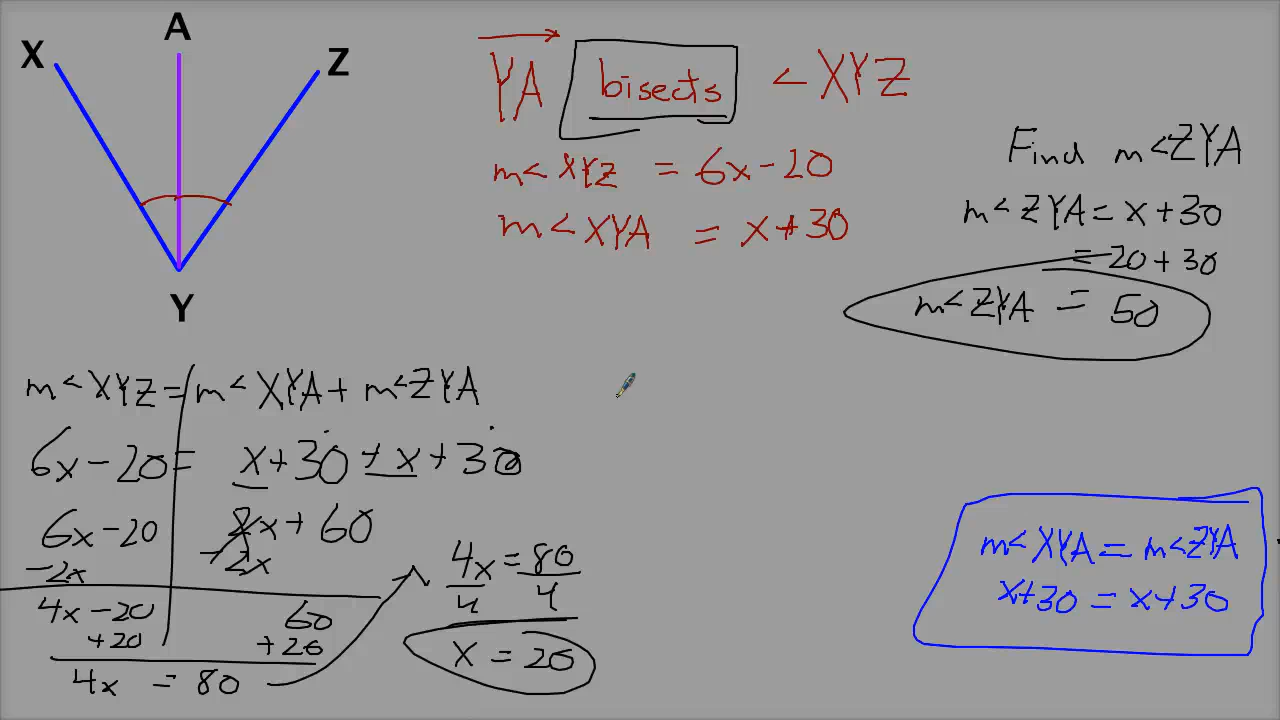 A
X
Z
Y
YA bisects <XYZ
m<XYZ = 6x-20
m<XYA = x+30
Find m<ZYA
m<ZYA = x+30
= 20+30
m<ZYA = 50
m<XYZ = m<XYA + m<ZYA
6x-20 = x+30 + x+30
6x-20 2x+60
-2x -2x
4x-20 60
+20 +20
4x = 80
4x = 80
4 4
x = 20
m<XYA = m<ZYA
x+30 = x+30